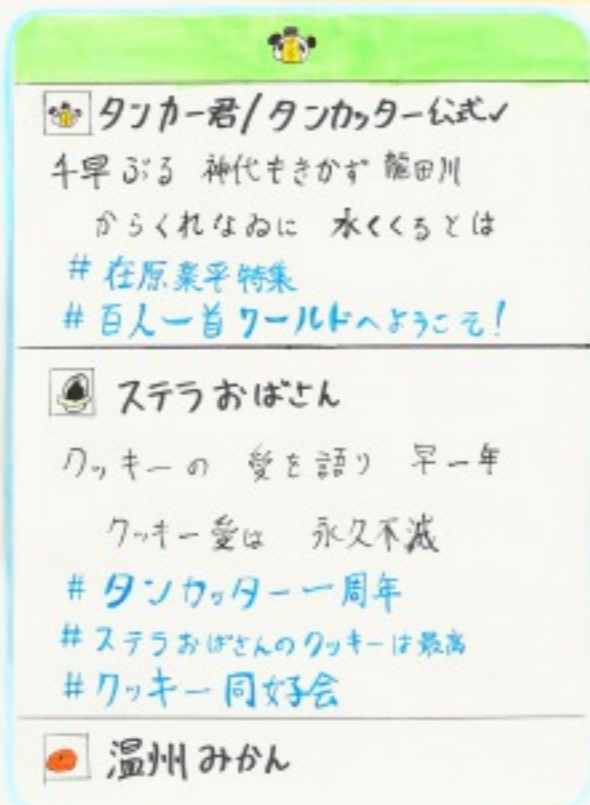 タンカー君/タンカッター公式✓
千早ぶる 神代もきかず 龍田川
からくれなゐに 水くくるとは
# 在原業平特集
# 百人一首ワールドへようこそ!
ステラおばさん
クッキーの 愛を語り 早一年
クッキー愛は 永久不滅
# タンカッター一周年
# ステラおばさんのクッキーは最高
# クッキー同好会
温州みかん